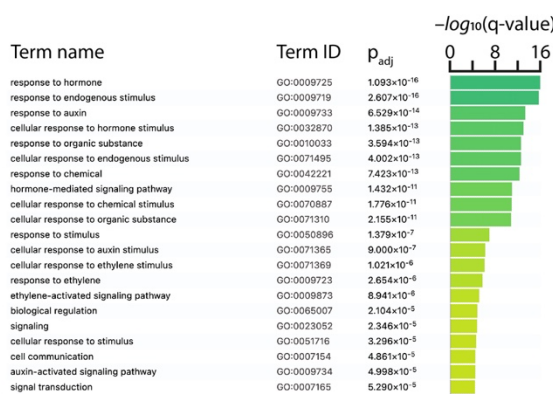 –log₁₀(q-value)
Term name Term ID p_adj 0 8 16
response to hormone GO:0009725 1.093×10⁻¹⁶
response to endogenous stimulus GO:0009719 2.607×10⁻¹⁶
response to auxin GO:0009733 6.529×10⁻¹⁴
cellular response to hormone stimulus GO:0032870 1.385×10⁻¹³
response to organic substance GO:0010033 3.594×10⁻¹³
cellular response to endogenous stimulus GO:0071495 4.002×10⁻¹³
response to chemical GO:0042221 7.423×10⁻¹³
hormone-mediated signaling pathway GO:0009755 1.432×10⁻¹¹
cellular response to chemical stimulus GO:0070887 1.776×10⁻¹¹
cellular response to organic substance GO:0071310 2.155×10⁻¹¹
response to stimulus GO:0050896 1.379×10⁻⁷
cellular response to auxin stimulus GO:0071365 9.000×10⁻⁷
cellular response to ethylene stimulus GO:0071369 1.021×10⁻⁶
response to ethylene GO:0009723 2.654×10⁻⁶
ethylene-activated signaling pathway GO:0009873 8.941×10⁻⁶
biological regulation GO:0065007 2.104×10⁻⁵
signaling GO:0023052 2.346×10⁻⁵
cellular response to stimulus GO:0051716 3.296×10⁻⁵
cell communication GO:0007154 4.861×10⁻⁵
auxin-activated signaling pathway GO:0009734 4.998×10⁻⁵
signal transduction GO:0007165 5.290×10⁻⁵